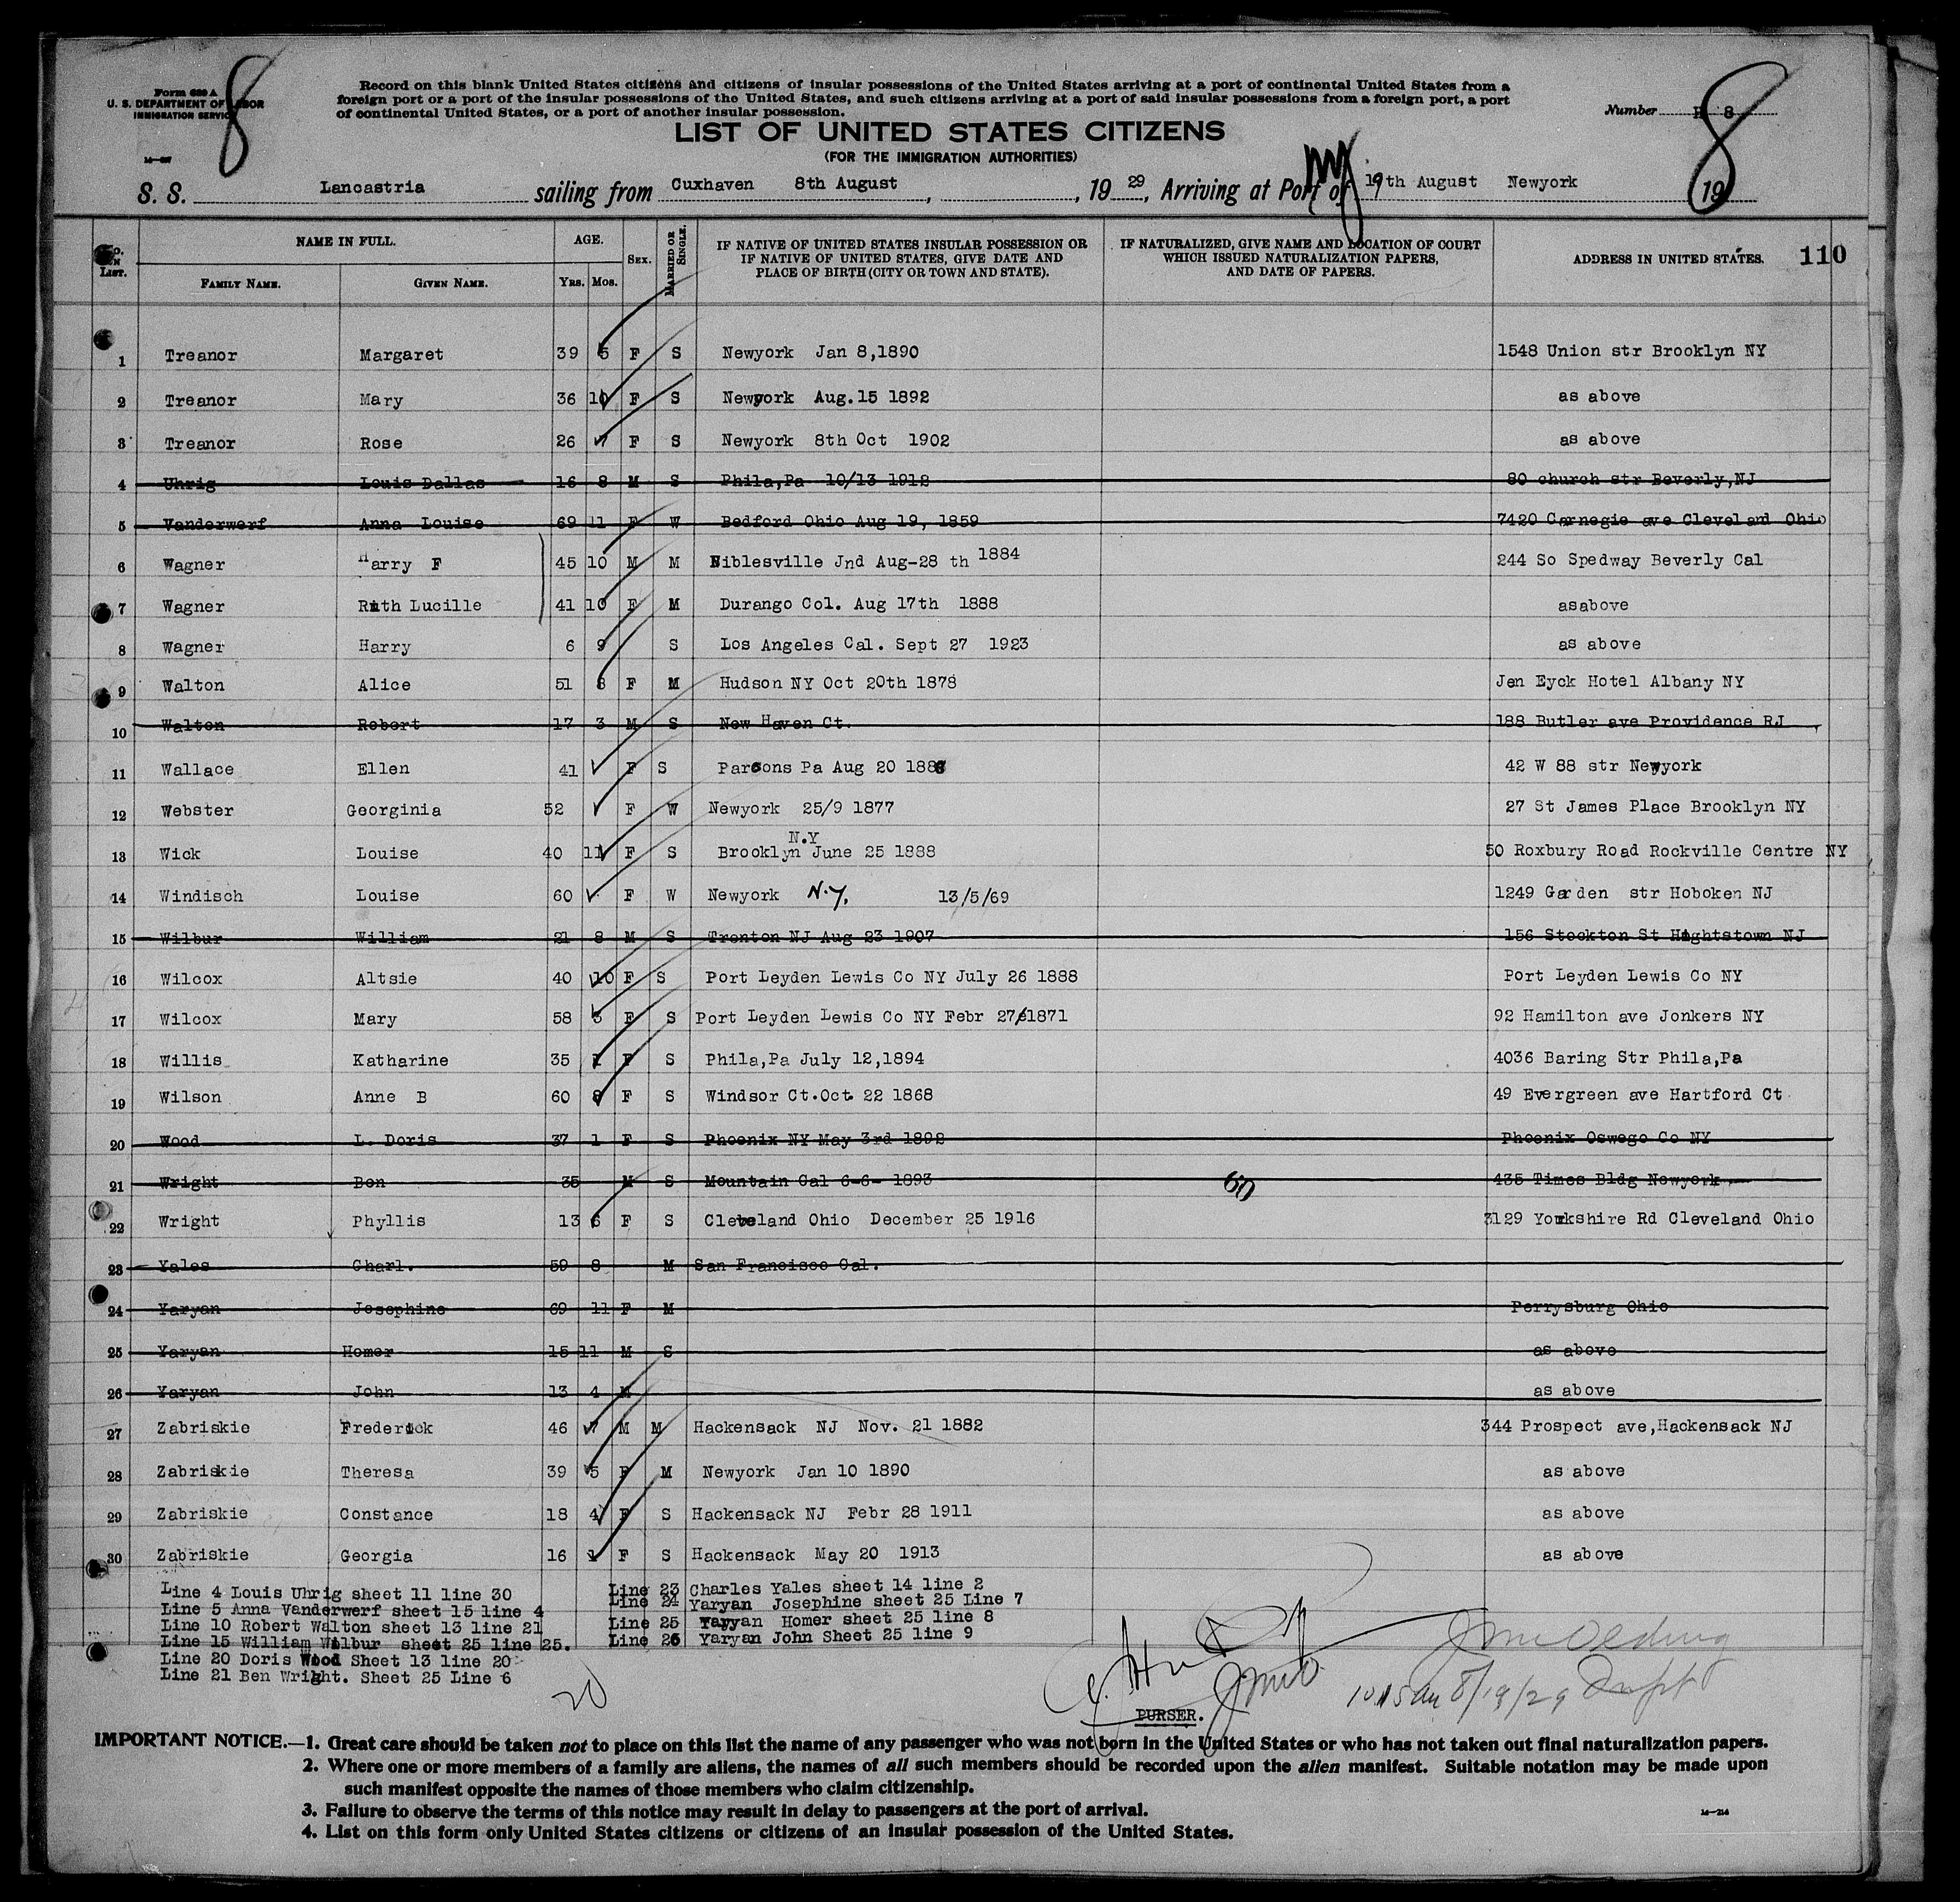 8
Form 630 A
U. S. DEPARTMENT OF LABOR
IMMIGRATION SERVICE
Record on this blank United States citizens and citizens of insular possessions of the United States arriving at a port of continental United States from a
foreign port or a port of the insular possessions of the United States, and such citizens arriving at a port of said insular possessions from a foreign port, a port
of continental United States, or a port of another insular possession.
Number 8
8
LIST OF UNITED STATES CITIZENS
(FOR THE IMMIGRATION AUTHORITIES)
S. S. Lancastria sailing from Cuxhaven 8th August, 19 29, Arriving at Port of 19th August Newyork 19
No. on List. NAME IN FULL. AGE. SEX. MARRIED OR SINGLE. IF NATIVE OF UNITED STATES INSULAR POSSESSION OR IF NATIVE OF UNITED STATES, GIVE DATE AND PLACE OF BIRTH (CITY OR TOWN AND STATE). IF NATURALIZED, GIVE NAME AND LOCATION OF COURT WHICH ISSUED NATURALIZATION PAPERS, AND DATE OF PAPERS. ADDRESS IN UNITED STATES. 110
FAMILY NAME. GIVEN NAME. YRS. MOS.
1 Treanor Margaret 39 5 F S Newyork Jan 8,1890 1548 Union str Brooklyn NY
2 Treanor Mary 36 10 F S Newyork Aug.15 1892 as above
3 Treanor Rose 26 7 F S Newyork 8th Oct 1902 as above
4 Uhrig Louis Dallas 16 8 M S Phila,Pa 10/13 1912 80 church str Beverly,NJ
5 Vanderwerf Anna Louise 69 11 F W Bedford Ohio Aug 19, 1859 7420 Carnegie ave Cleveland Ohio
6 Wagner Harry F 45 10 M M Niblesville Jnd Aug-28 th 1884 244 So Spedway Beverly Cal
7 Wagner Ruth Lucille 41 10 F M Durango Col. Aug 17th 1888 asabove
8 Wagner Harry 6 9 S Los Angeles Cal. Sept 27 1923 as above
9 Walton Alice 51 8 F M Hudson NY Oct 20th 1878 Jen Eyck Hotel Albany NY
10 Walton Robert 17 3 M S New Haven Ct. 188 Butler ave Providence RJ
11 Wallace Ellen 41 F S Parsons Pa Aug 20 1888 42 W 88 str Newyork
12 Webster Georginia 52 F W Newyork 25/9 1877 27 St James Place Brooklyn NY
13 Wick Louise 40 11 F S Brooklyn N.Y June 25 1888 50 Roxbury Road Rockville Centre NY
14 Windisch Louise 60 F W Newyork N.Y. 13/5/69 1249 Garden str Hoboken NJ
15 Wilbur William 21 8 M S Trenton NJ Aug 23 1907 156 Stockton St Hightstown NJ
16 Wilcox Altsie 40 10 F S Port Leyden Lewis Co NY July 26 1888 Port Leyden Lewis Co NY
17 Wilcox Mary 58 3 F S Port Leyden Lewis Co NY Febr 27 1871 92 Hamilton ave Jonkers NY
18 Willis Katharine 35 1 F S Phila,Pa July 12,1894 4036 Baring Str Phila,Pa
19 Wilson Anne B 60 8 F S Windsor Ct.Oct. 22 1868 49 Evergreen ave Hartford Ct
20 Wood L. Doris 37 1 F S Phoenix NY May 3rd 1892 Phoenix Oswego Co NY
21 Wright Ben 35 M S Mountain Cal 6-6- 1893 60 435 Times Bldg Newyork
22 Wright Phyllis 13 6 F S Cleveland Ohio December 25 1916 3129 Yorkshire Rd Cleveland Ohio
23 Yales Charl. 59 8 M San Francisco Cal.
24 Yaryan Josephine 69 11 F M Perrysburg Ohio
25 Yaryan Homer 15 11 M S as above
26 Yaryan John 13 4 M as above
27 Zabriskie Frederick 46 7 M M Hackensack NJ Nov. 21 1882 344 Prospect ave,Hackensack NJ
28 Zabriskie Theresa 39 5 F M Newyork Jan 10 1890 as above
29 Zabriskie Constance 18 4 F S Hackensack NJ Febr 28 1911 as above
30 Zabriskie Georgia 16 1 F S Hackensack May 20 1913 as above
Line 4 Louis Uhrig sheet 11 line 30
Line 5 Anna Vanderwerf sheet 15 line 4
Line 10 Robert Walton sheet 13 line 21
Line 15 William Wilbur sheet 25 line 25.
Line 20 Doris Wood Sheet 13 line 20
Line 21 Ben Wright. Sheet 25 Line 6
Line 23 Charles Yales sheet 14 line 2
Line 24 Yaryan Josephine sheet 25 Line 7
Line 25 Yaryan Homer sheet 25 line 8
Line 26 Yaryan John Sheet 25 line 9
20
PURSER.
8/19/29
IMPORTANT NOTICE.—1. Great care should be taken not to place on this list the name of any passenger who was not born in the United States or who has not taken out final naturalization papers.
2. Where one or more members of a family are aliens, the names of all such members should be recorded upon the alien manifest. Suitable notation may be made upon
such manifest opposite the names of those members who claim citizenship.
3. Failure to observe the terms of this notice may result in delay to passengers at the port of arrival.
4. List on this form only United States citizens or citizens of an insular possession of the United States.
14—214